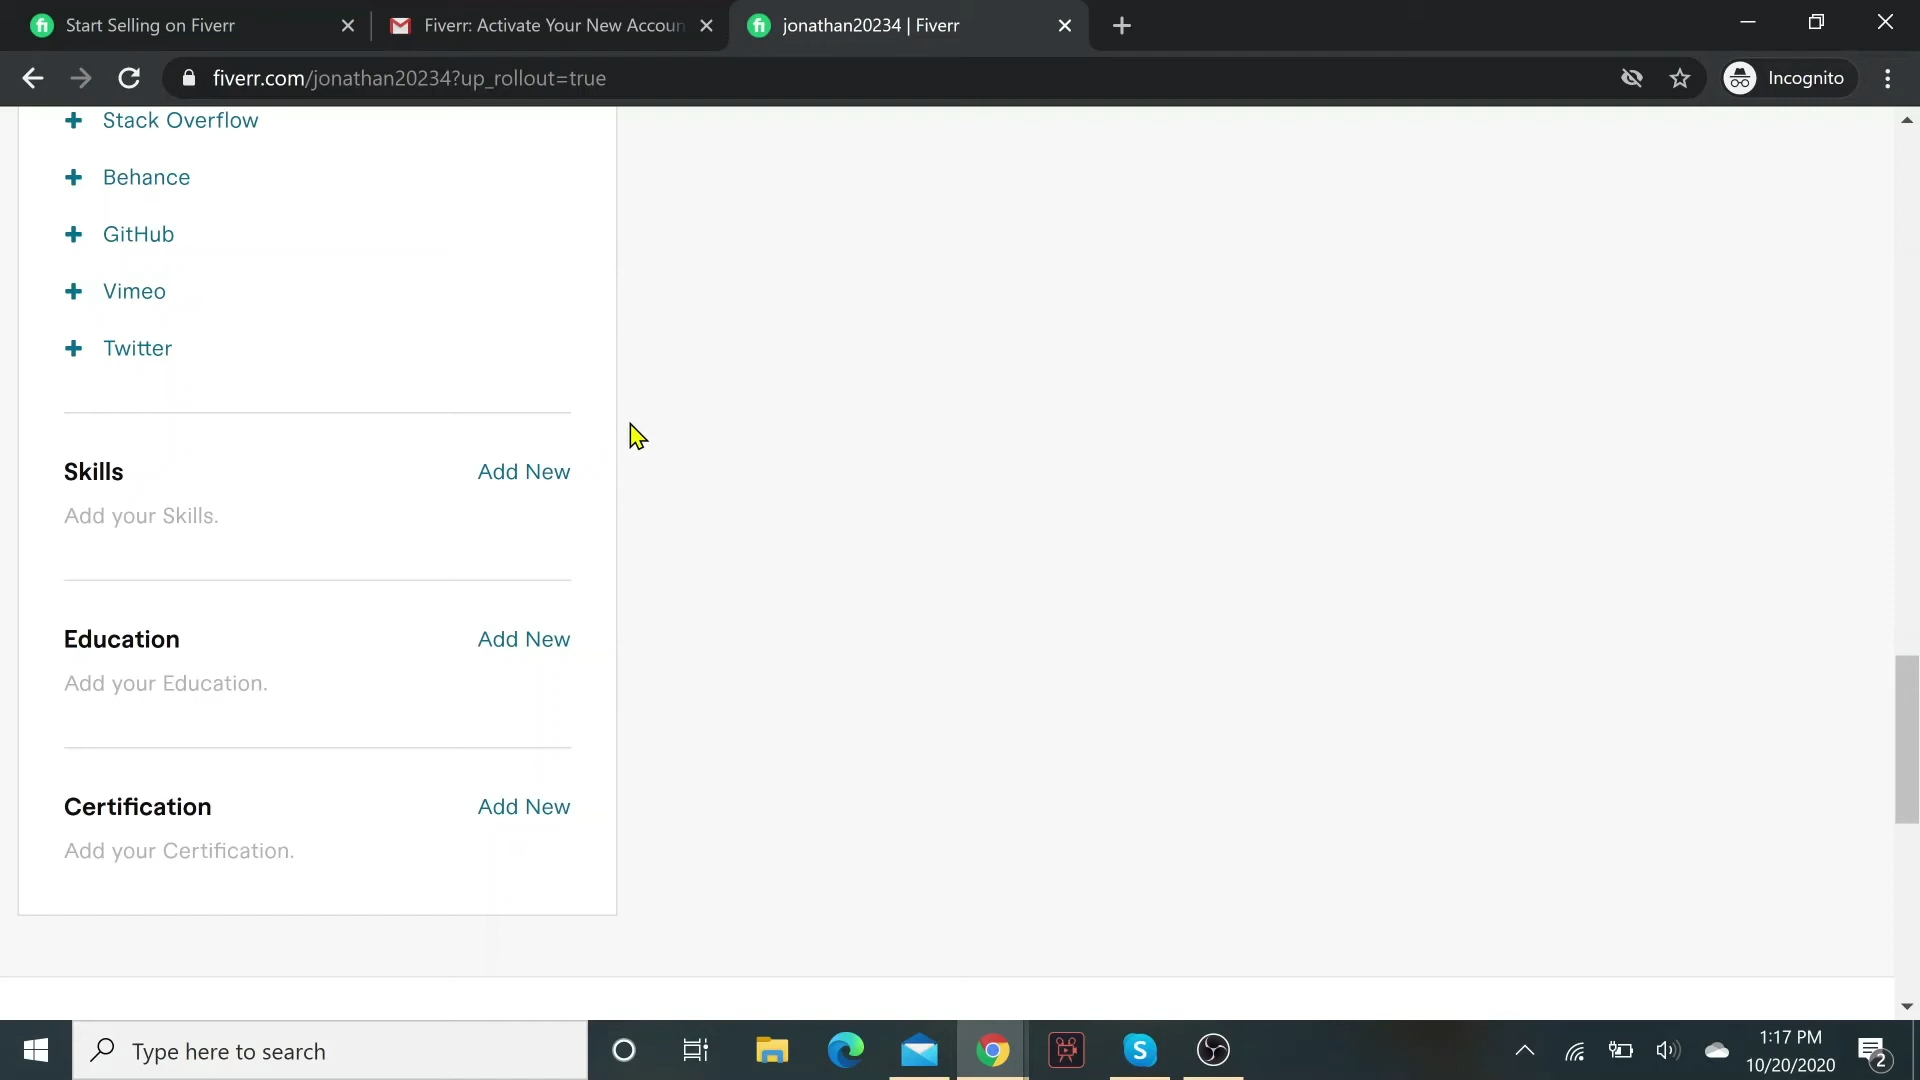 Start Selling on Fiverr
Fiverr: Activate Your New Accoun
jonathan20234 | Fiverr
fiverr.com/jonathan20234?up_rollout=true
Incognito
Stack Overflow
Behance
GitHub
Vimeo
Twitter
Skills
Add New
Add your Skills.
Education
Add New
Add your Education.
Certification
Add New
Add your Certification.
Type here to search
1:17 PM
10/20/2020
2